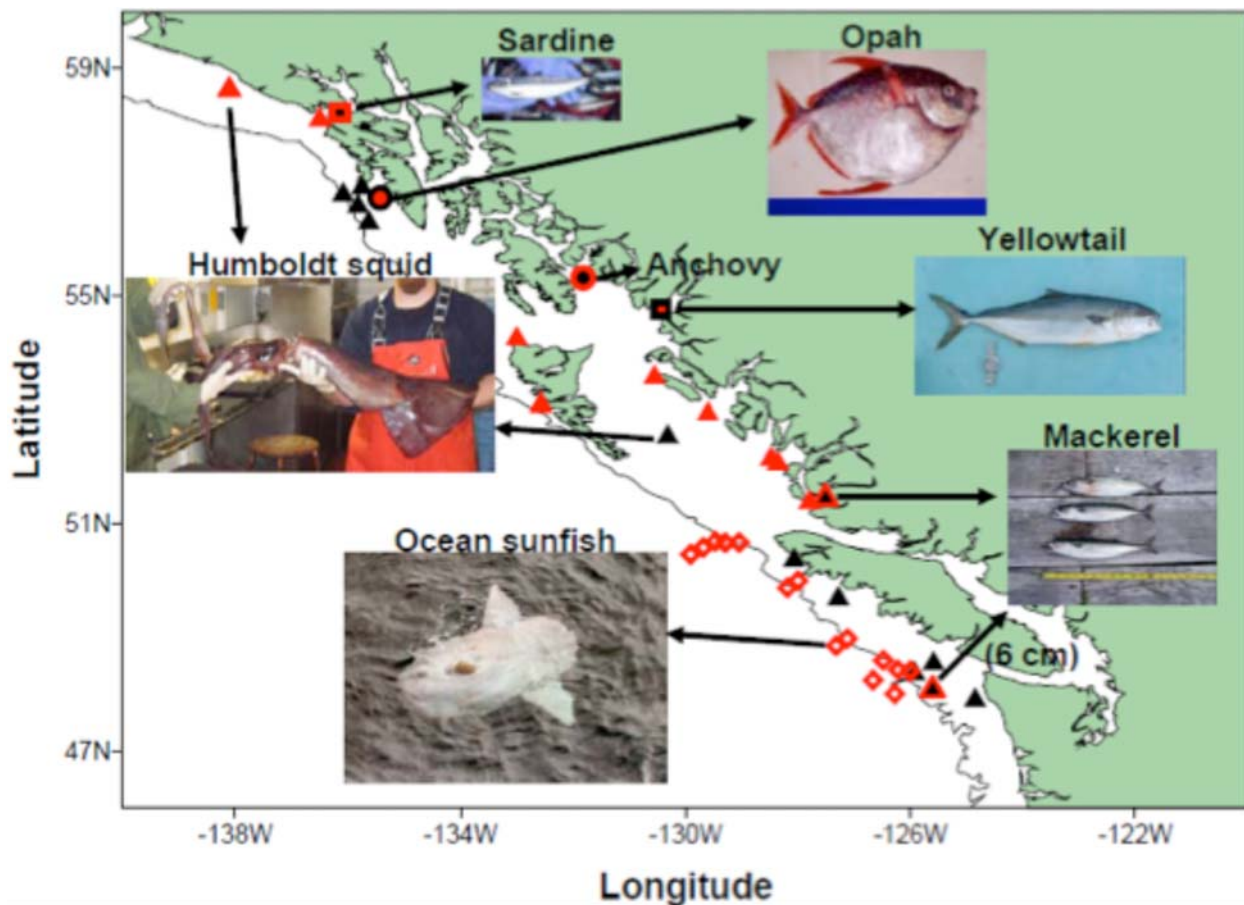 Sardine
Opah
59N
Humboldt squid
Anchovy
Yellowtail
55N
Mackerel
51N
Ocean sunfish
(6 cm)
47N
-138W
-134W
-130W
-126W
-122W
Longitude
Latitude